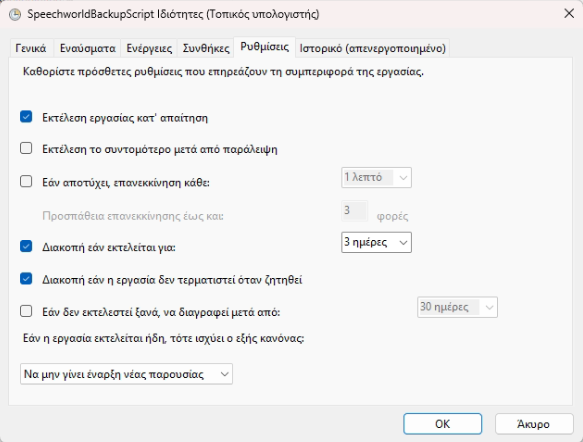 SpeechworldBackupScript Ιδιότητες (Τοπικός υπολογιστής)
Γενικά Εναύσματα Ενέργειες Συνθήκες Ρυθμίσεις Ιστορικό (απενεργοποιημένο)
Καθορίστε πρόσθετες ρυθμίσεις που επηρεάζουν τη συμπεριφορά της εργασίας.
Εκτέλεση εργασίας κατ' απαίτηση
Εκτέλεση το συντομότερο μετά από παράλειψη
Εάν αποτύχει, επανεκκίνηση κάθε: 1 λεπτό
Προσπάθεια επανεκκίνησης έως και: 3 φορές
Διακοπή εάν εκτελείται για: 3 ημέρες
Διακοπή εάν η εργασία δεν τερματιστεί όταν ζητηθεί
Εάν δεν εκτελεστεί ξανά, να διαγραφεί μετά από: 30 ημέρες
Εάν η εργασία εκτελείται ήδη, τότε ισχύει ο εξής κανόνας:
Να μην γίνει έναρξη νέας παρουσίας
OK Άκυρο